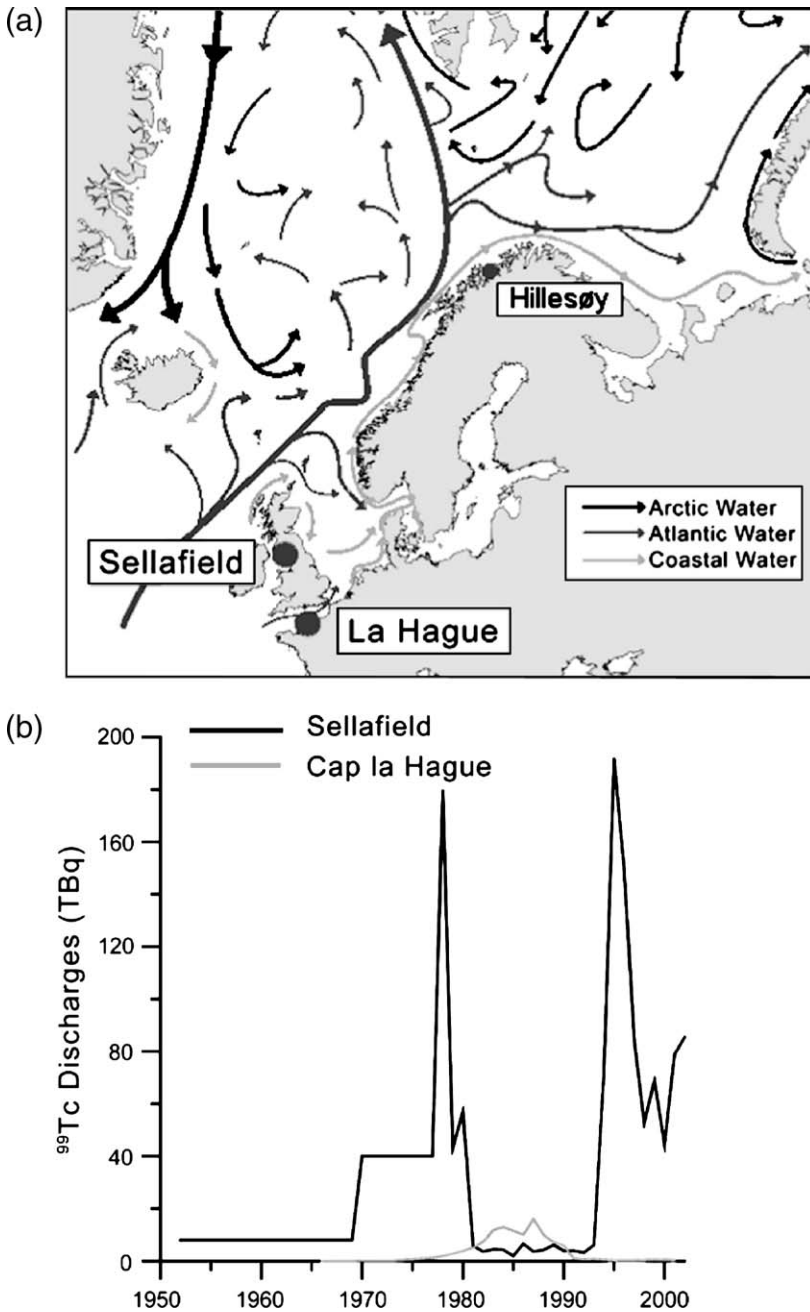 (a)
Hillesøy
Arctic Water
Atlantic Water
Coastal Water
Sellafield
La Hague
(b)
Sellafield
Cap la Hague
99Tc Discharges (TBq)
200
160
120
80
40
0
1950 1960 1970 1980 1990 2000